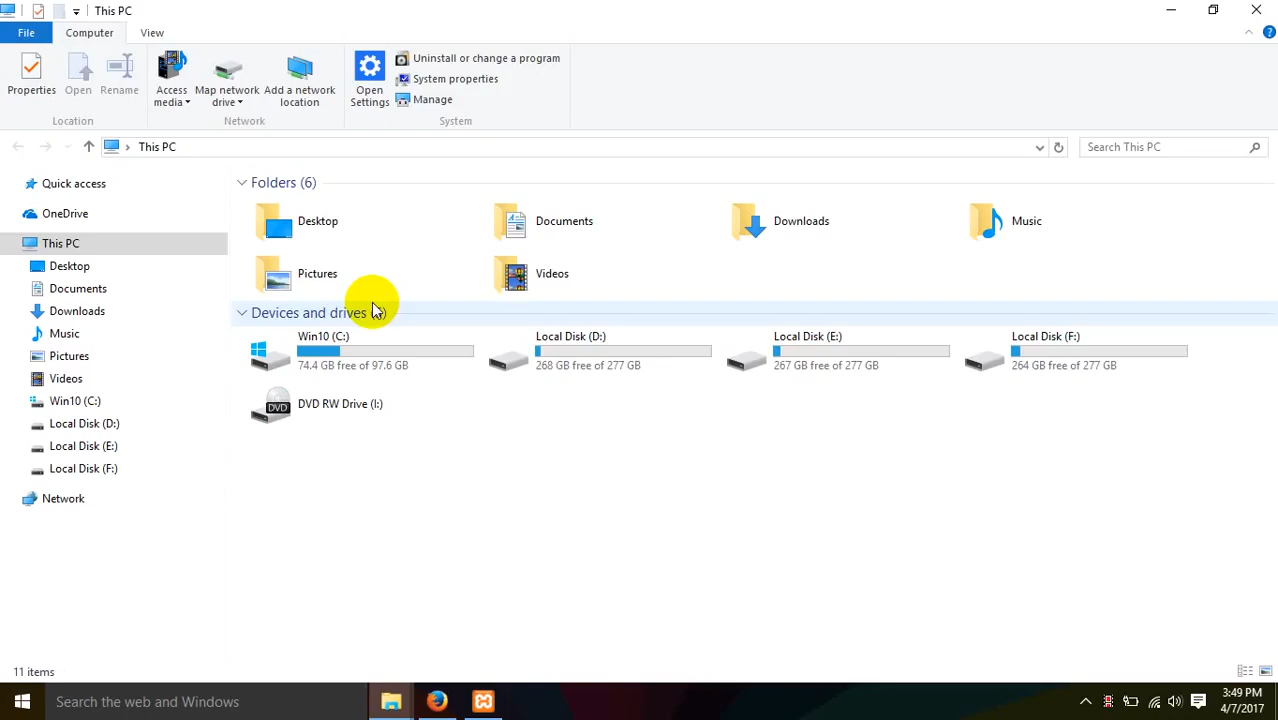 This PC
File
Computer
View
Properties
Open
Rename
Location
Access media
Map network drive
Add a network location
Network
Open Settings
Uninstall or change a program
System properties
Manage
System
This PC
Search This PC
Quick access
OneDrive
This PC
Desktop
Documents
Downloads
Music
Pictures
Videos
Win10 (C:)
Local Disk (D:)
Local Disk (E:)
Local Disk (F:)
Network
Folders (6)
Desktop
Documents
Downloads
Music
Pictures
Videos
Devices and drives
Win10 (C:)
74.4 GB free of 97.6 GB
Local Disk (D:)
268 GB free of 277 GB
Local Disk (E:)
267 GB free of 277 GB
Local Disk (F:)
264 GB free of 277 GB
DVD
DVD RW Drive (I:)
11 items
Search the web and Windows
3:49 PM
4/7/2017